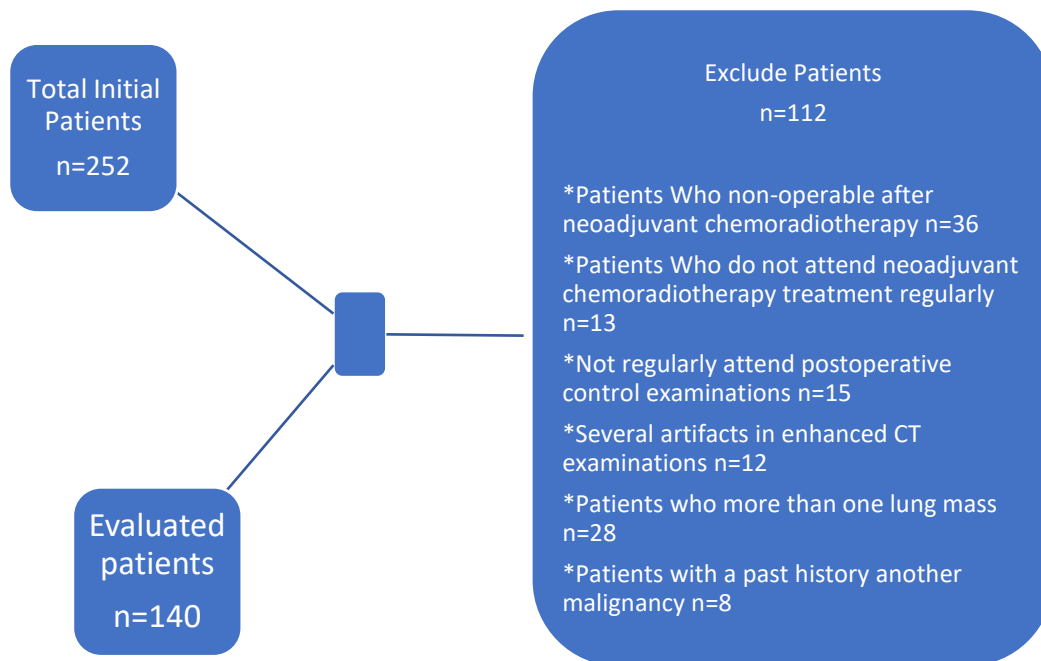 Total Initial
Patients
n=252
Exclude Patients
n=112
*Patients Who non-operable after
neoadjuvant chemoradiotherapy n=36
*Patients Who do not attend neoadjuvant
chemoradiotherapy treatment regularly
n=13
*Not regularly attend postoperative
control examinations n=15
*Several artifacts in enhanced CT
examinations n=12
*Patients who more than one lung mass
n=28
*Patients with a past history another
malignancy n=8
Evaluated
patients
n=140